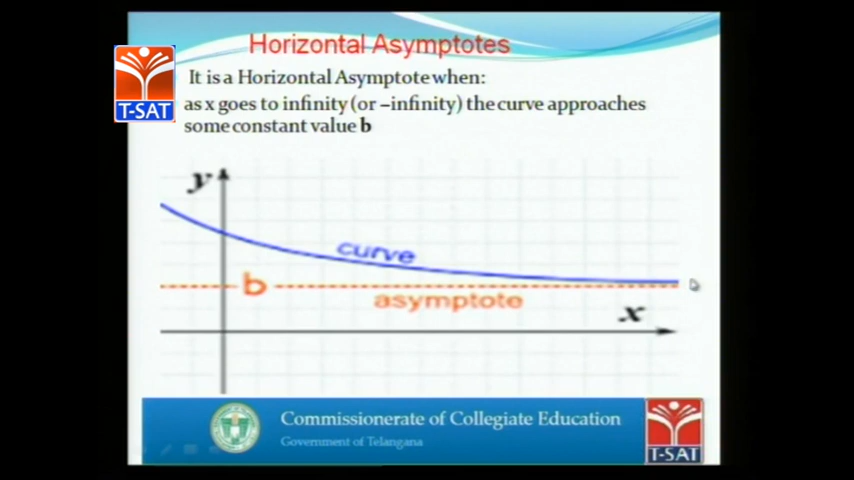 Horizontal Asymptotes
T-SAT
It is a Horizontal Asymptote when:
as x goes to infinity (or –infinity) the curve approaches
some constant value b
y
curve
b
asymptote
x
Commissionerate of Collegiate Education
Government of Telangana
T-SAT